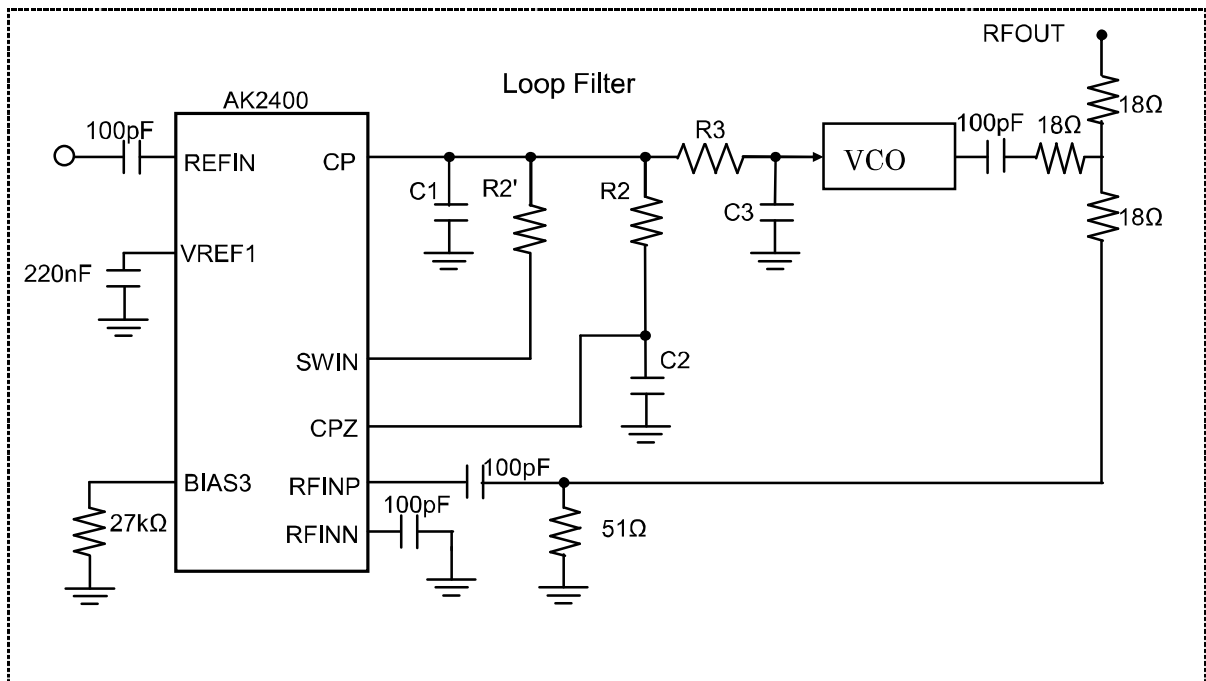 RFOUT
Loop Filter
18Ω
AK2400
100pF
REFIN
CP
C1
R2'
R2
R3
C3
VCO
100pF
18Ω
18Ω
VREF1
220nF
SWIN
C2
CPZ
BIAS3
27kΩ
RFINP
100pF
RFINN
100pF
51Ω